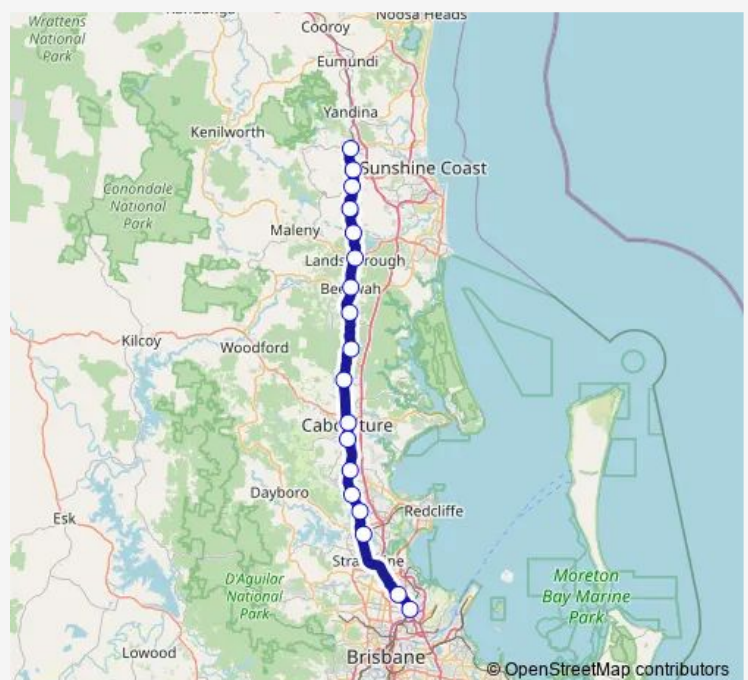 Noosa Heads
Wrattens
National
Park
Cooroy
Eumundi
Yandina
Kenilworth
Sunshine Coast
Conondale
National
Park
Maleny
Kilcoy
Woodford
Dayboro
Redcliffe
Esk
D'Aguilar
National
Park
Moreton
Bay Marine
Park
Lowood
Brisbane
© OpenStreetMap contributors